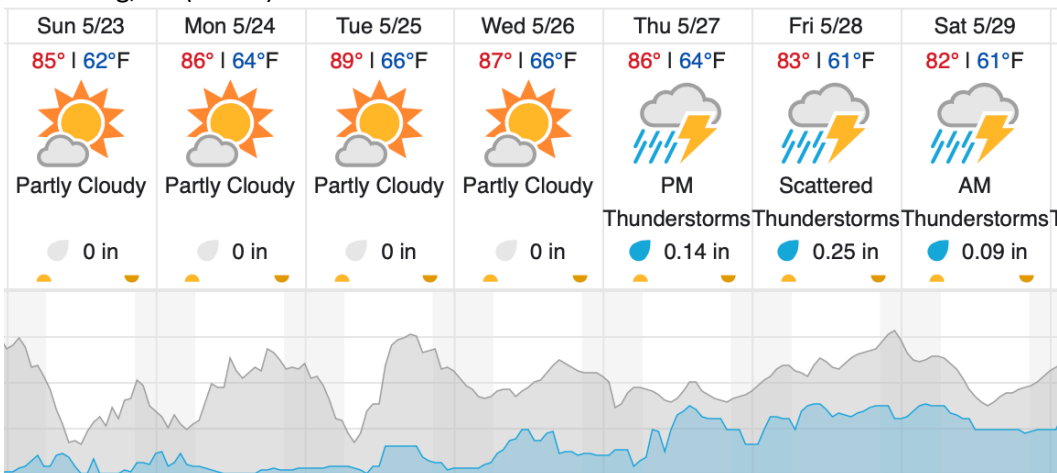 Sun 5/23 Mon 5/24 Tue 5/25 Wed 5/26 Thu 5/27 Fri 5/28 Sat 5/29
85° | 62°F 86° | 64°F 89° | 66°F 87° | 66°F 86° | 64°F 83° | 61°F 82° | 61°F
Partly Cloudy Partly Cloudy Partly Cloudy Partly Cloudy PM Scattered AM
Thunderstorms Thunderstorms Thunderstorms
0 in 0 in 0 in 0 in 0.14 in 0.25 in 0.09 in